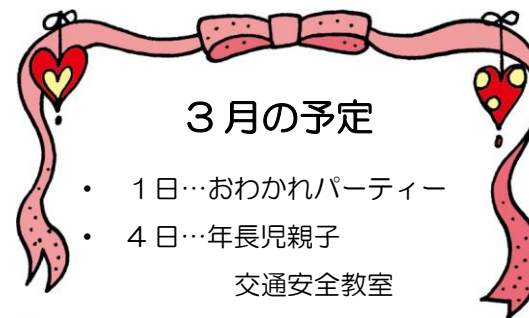 ３月の予定
・　１日…おわかれパーティー
・　４日…年長児親子
交通安全教室